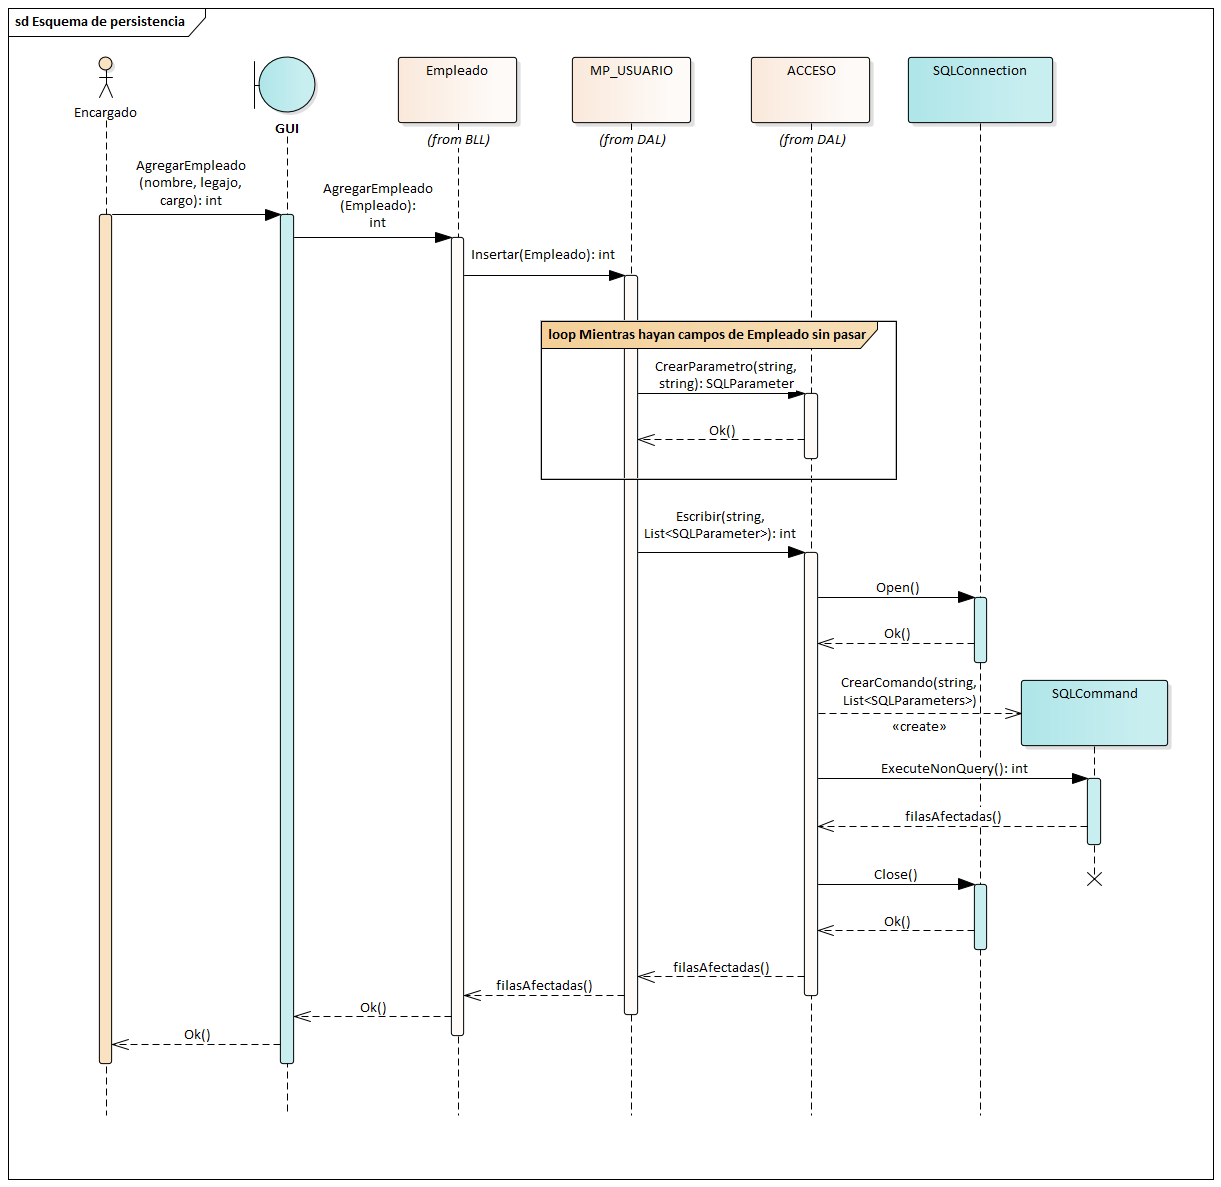 sd Esquema de persistencia
Encargado
GUI
Empleado
(from BLL)
MP_USUARIO
(from DAL)
ACCESO
(from DAL)
SQLConnection
AgregarEmpleado
(nombre, legajo,
cargo): int
AgregarEmpleado
(Empleado):
int
Insertar(Empleado): int
loop Mientras hayan campos de Empleado sin pasar
CrearParametro(string,
string): SQLParameter
Ok()
Escribir(string,
List<SQLParameter>): int
Open()
Ok()
CrearComando(string,
List<SQLParameters>)
«create»
SQLCommand
ExecuteNonQuery(): int
filasAfectadas()
Close()
Ok()
filasAfectadas()
filasAfectadas()
Ok()
Ok()